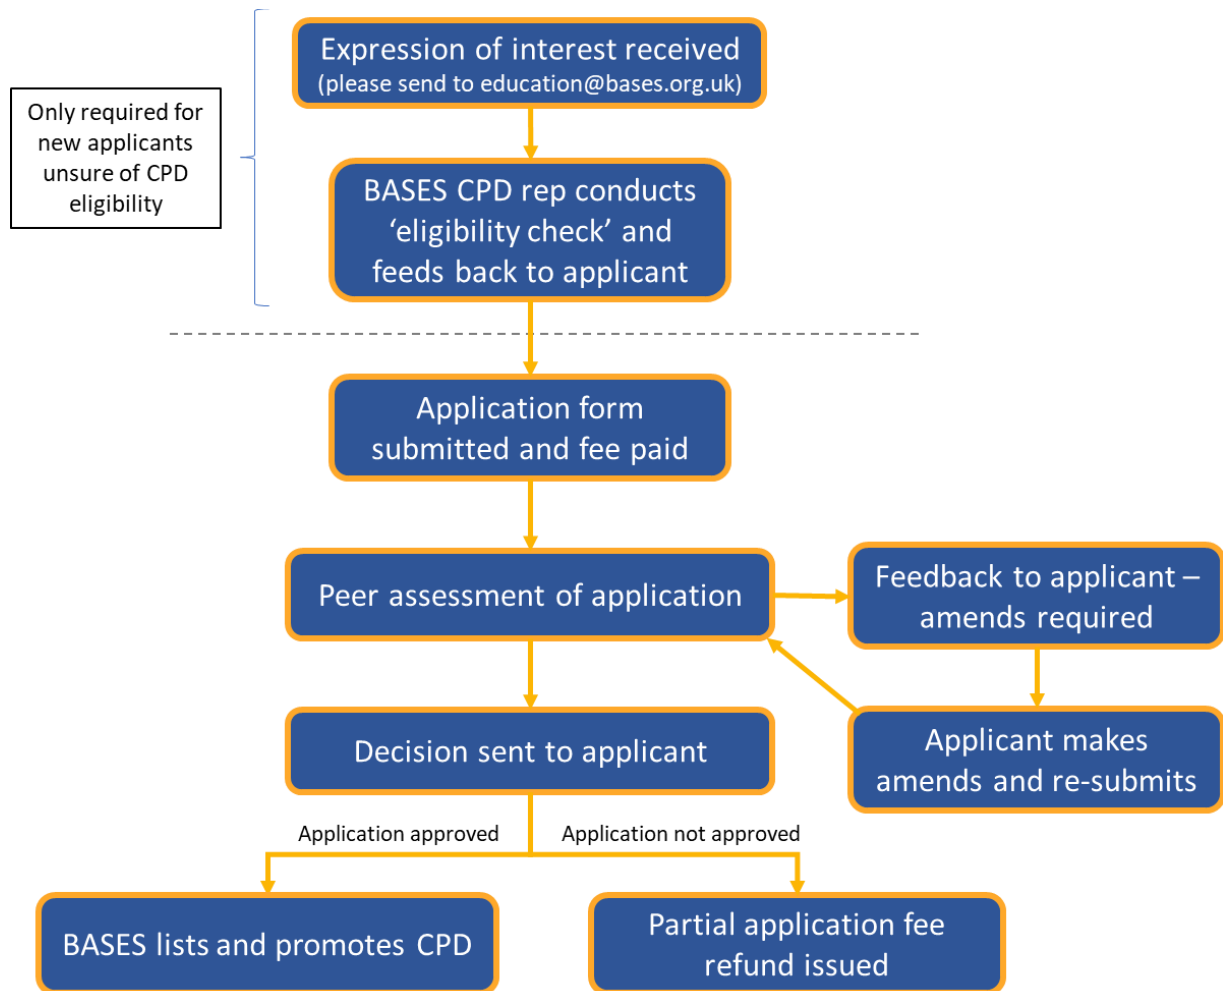 Expression of interest received
(please send to education@bases.org.uk)
Only required for
new applicants
unsure of CPD
eligibility
BASES CPD rep conducts
‘eligibility check’ and
feeds back to applicant
Application form
submitted and fee paid
Peer assessment of application
Feedback to applicant –
amends required
Applicant makes
amends and re-submits
Decision sent to applicant
Application approved
Application not approved
BASES lists and promotes CPD
Partial application fee
refund issued